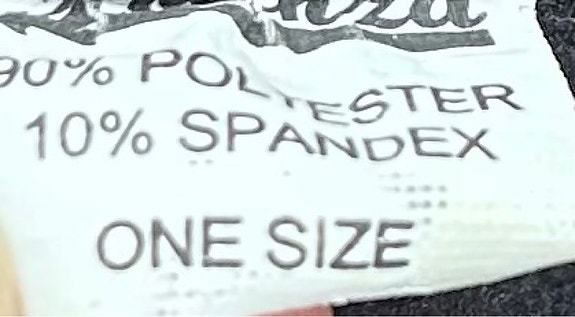 90% POLYESTER
10% SPANDEX
ONE SIZE